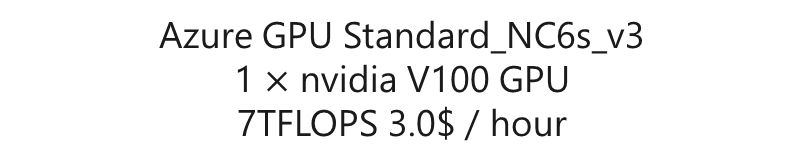 Azure GPU Standard_NC6s_v3
1 × nvidia V100 GPU
7TFLOPS 3.0$ / hour